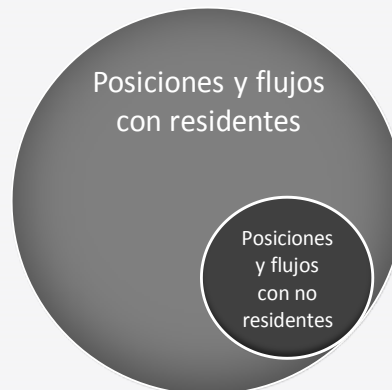 Posiciones y flujos
con residentes
Posiciones
y flujos
con no
residentes